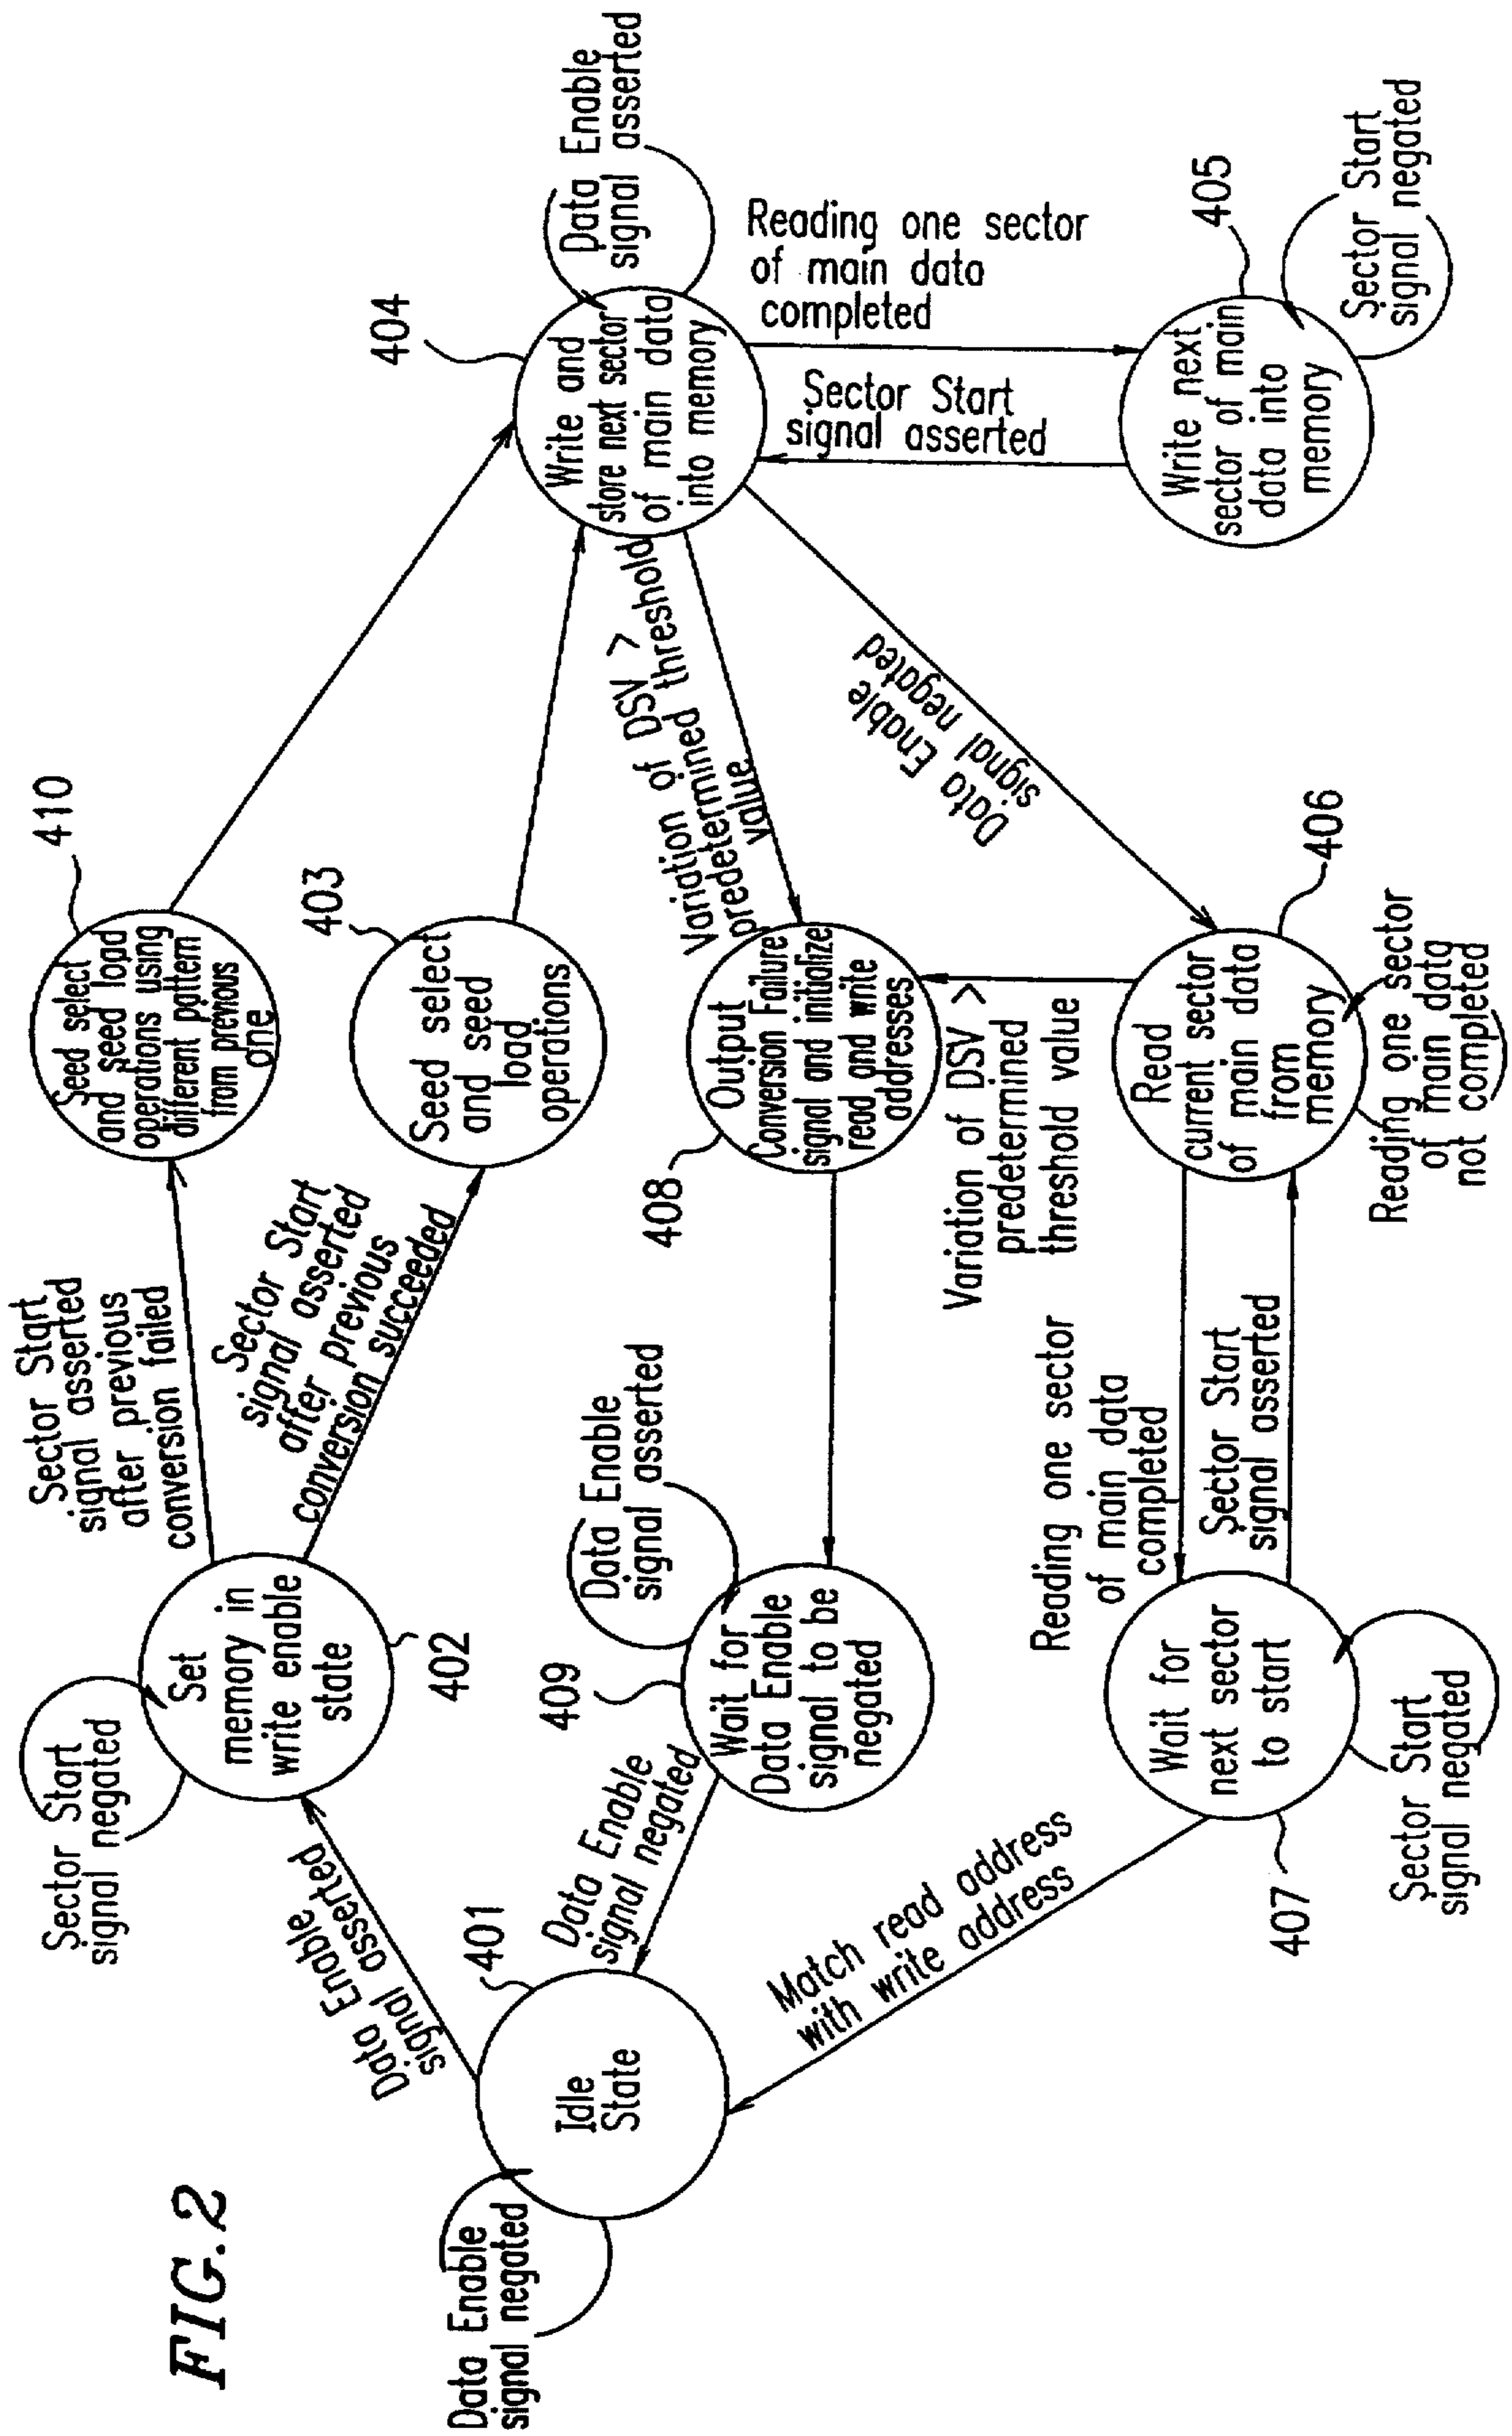 FIG.2
Data Enable
signal negated
Idle
State
401
Data Enable
signal asserted
Sector Start
signal negated
Set
memory in
write enable
state
402
Sector Start
signal asserted
after previous
conversion failed
Sector Start
signal asserted
after previous
conversion succeeded
410
Seed select
and seed load
operations using
different pattern
from previous
one
403
Seed select
and seed
load
operations
404
Write and
store next sector
of main data
into memory
Data Enable
signal asserted
Reading one sector
of main data
completed
Sector Start
signal asserted
405
Write next
sector of main
data into
memory
Sector Start
signal negated
Variation of DSV >
predetermined threshold
value
Data Enable
signal negated
408
Output
Conversion Failure
signal and initialize
read and write
addresses
Variation of DSV >
predetermined
threshold value
406
Read
current sector
of main data
from
memory
Reading one sector
of main data
not completed
Data Enable
signal asserted
409
Wait for
Data Enable
signal to be
negated
Data Enable
signal negated
Reading one sector
of main data
completed
Sector Start
signal asserted
Wait for
next sector
to start
407
Sector Start
signal negated
Match read address
with write address